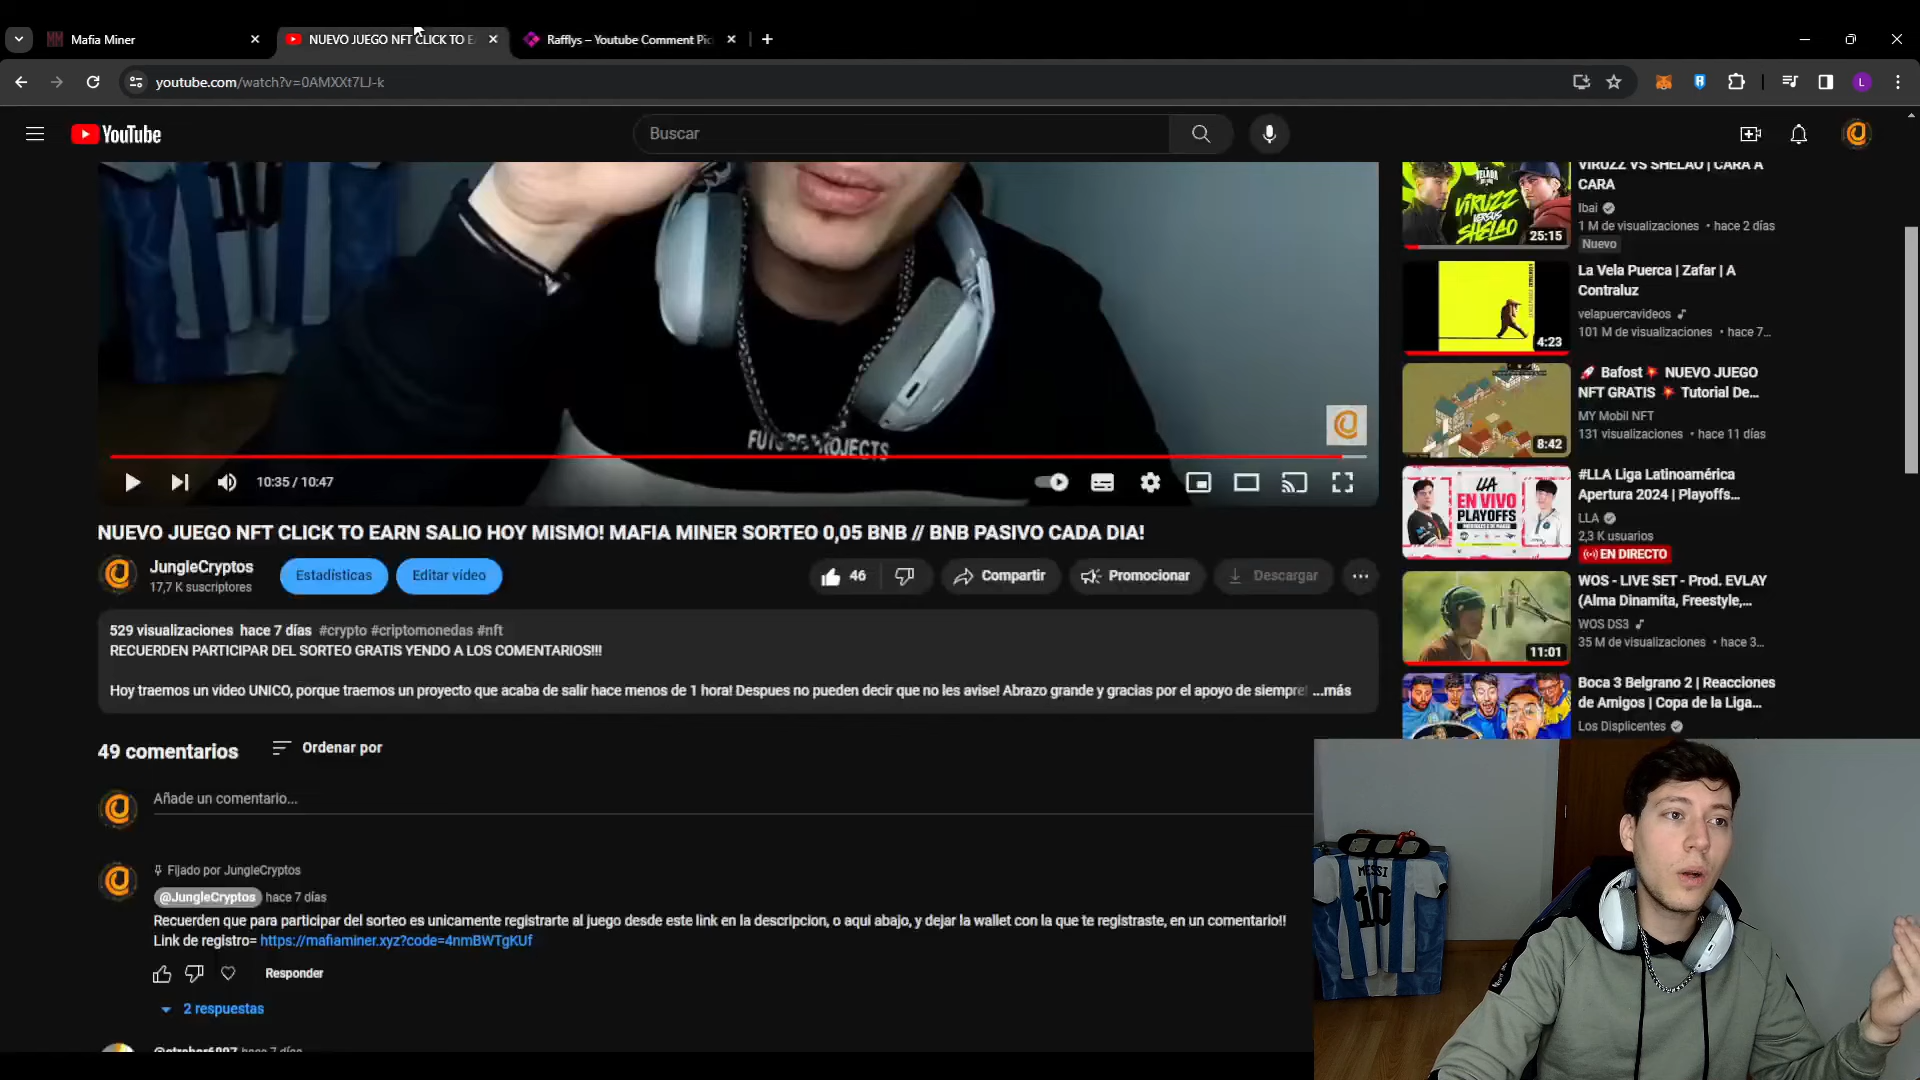 Mafia Miner
NUEVO JUEGO NFT CLICK TO E
Rafflys – Youtube Comment Pic
youtube.com/watch?v=0AMXXt7LJ-k
L
YouTube
Buscar
FUTURE PROJECTS
10:35 / 10:47
NUEVO JUEGO NFT CLICK TO EARN SALIO HOY MISMO! MAFIA MINER SORTEO 0,05 BNB // BNB PASIVO CADA DIA!
JungleCryptos
17,7 K suscriptores
Estadísticas
Editar vídeo
46
Compartir
Promocionar
Descargar
529 visualizaciones hace 7 días #crypto #criptomonedas #nft
RECUERDEN PARTICIPAR DEL SORTEO GRATIS YENDO A LOS COMENTARIOS!!!
Hoy traemos un video UNICO, porque traemos un proyecto que acaba de salir hace menos de 1 hora! Despues no pueden decir que no les avise! Abrazo grande y gracias por el apoyo de siempre! ...más
49 comentarios
Ordenar por
Añade un comentario...
Fijado por JungleCryptos
@JungleCryptos hace 7 días
Recuerden que para participar del sorteo es unicamente registrarte al juego desde este link en la descripcion, o aqui abajo, y dejar la wallet con la que te registraste, en un comentario!!
Link de registro= https://mafiaminer.xyz?code=4nmBWTgKUf
Responder
2 respuestas
VIRUZZ VS SHELAO | CARA A
CARA
Ibai
1 M de visualizaciones • hace 2 días
Nuevo
VELADA
VIRUZZ
VERSUS
SHELAO
25:15
La Vela Puerca | Zafar | A
Contraluz
velapuercavideos
101 M de visualizaciones • hace 7...
4:23
Bafost NUEVO JUEGO
NFT GRATIS Tutorial De...
MY Mobil NFT
131 visualizaciones • hace 11 días
8:42
#LLA Liga Latinoamérica
Apertura 2024 | Playoffs...
LLA
2,3 K usuarios
EN DIRECTO
LLA
EN VIVO
PLAYOFFS
WOS - LIVE SET - Prod. EVLAY
(Alma Dinamita, Freestyle,...
WOS DS3
35 M de visualizaciones • hace 3...
11:01
Boca 3 Belgrano 2 | Reacciones
de Amigos | Copa de la Liga...
Los Displicentes
MESSI
10